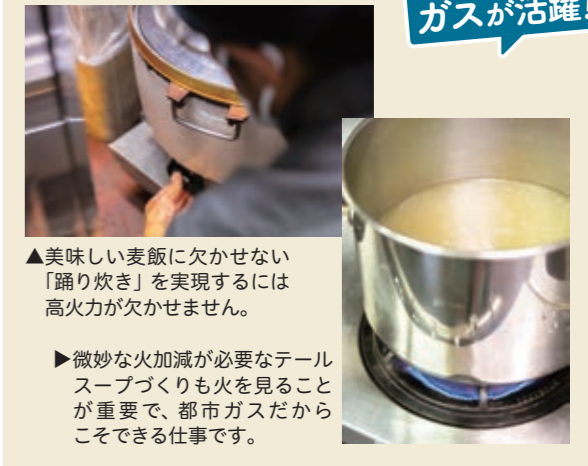 ガスが活躍!
▲美味しい麦飯に欠かせない
「踊り炊き」を実現するには
高火力が欠かせません。
▶微妙な火加減が必要なテール
スープづくりも火を見ること
が重要で、都市ガスだから
こそできる仕事です。